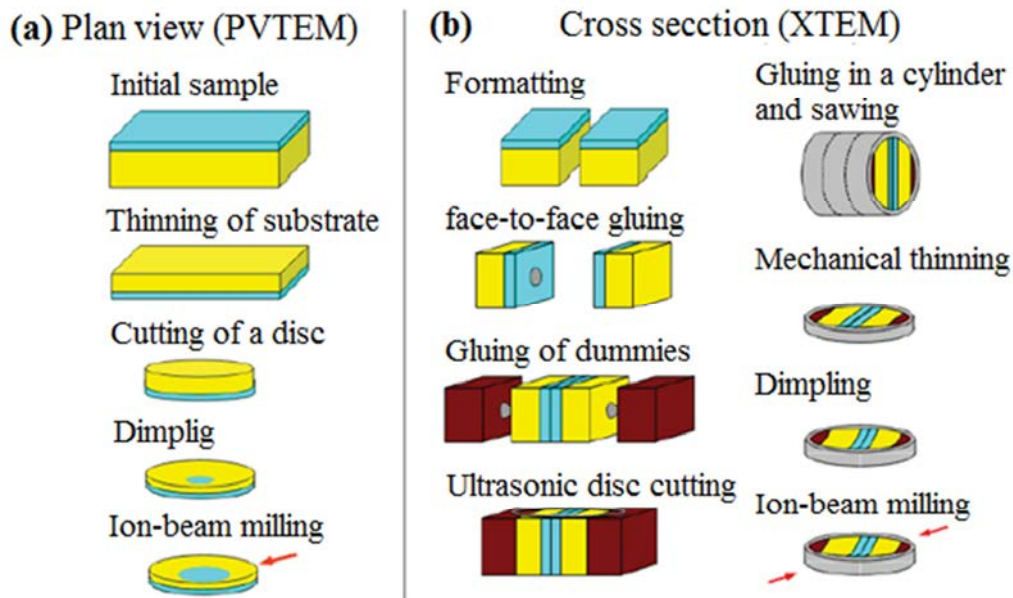 (a) Plan view (PVTEM)
Initial sample
Thinning of substrate
Cutting of a disc
Dimplig
Ion-beam milling
(b) Cross secction (XTEM)
Formatting
face-to-face gluing
Gluing of dummies
Ultrasonic disc cutting
Gluing in a cylinder
and sawing
Mechanical thinning
Dimpling
Ion-beam milling